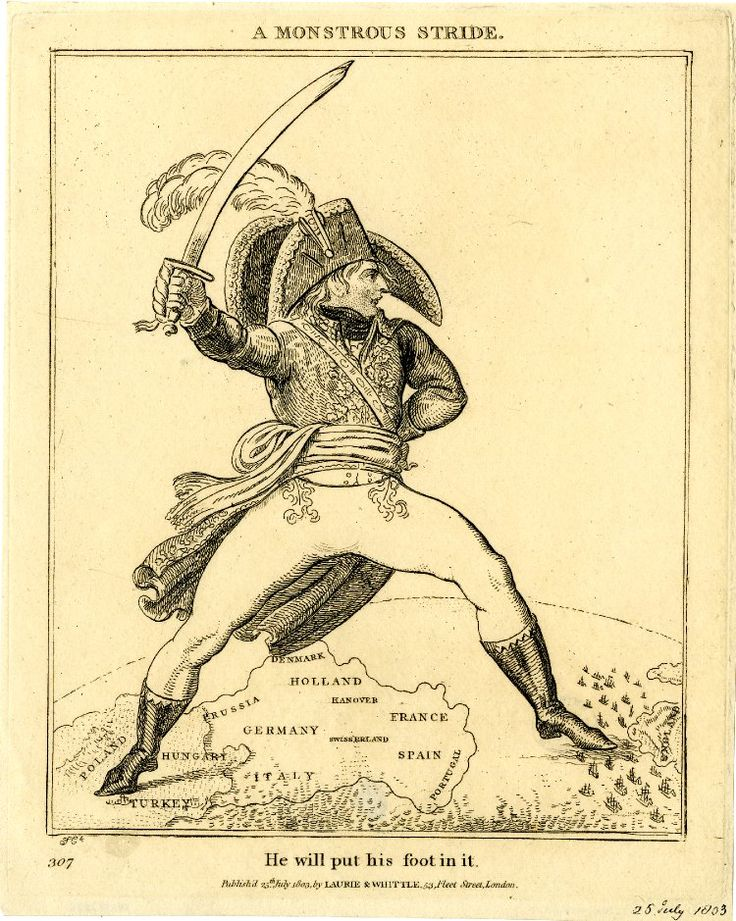 A MONSTROUS STRIDE.
DENMARK
HOLLAND
PRUSSIA
HANOVER
GERMANY
FRANCE
SWISSERLAND
POLAND
HUNGARY
SPAIN
ITALY
PORTUGAL
TURKEY
ENGLAND
307
He will put his foot in it.
Publish'd 25th July 1803, by LAURIE & WHITTLE, 53, Fleet Street, London.
25 July 1803